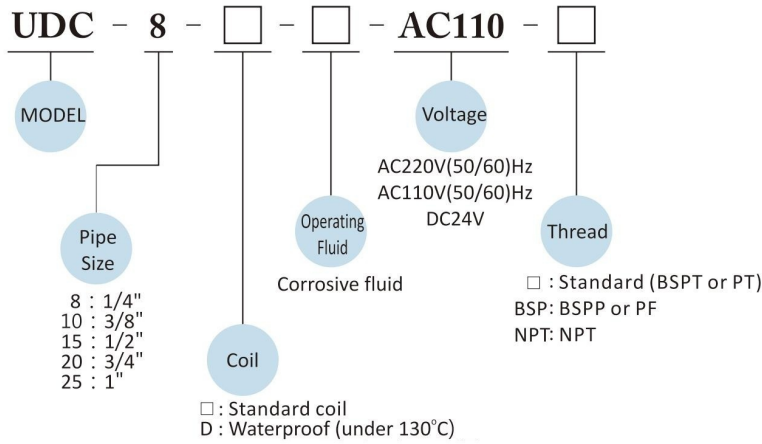 UDC - 8 - □ - □ - AC110 - □
MODEL
Voltage
AC220V(50/60)Hz
AC110V(50/60)Hz
DC24V
Operating
Fluid
Corrosive fluid
Thread
□ : Standard (BSPT or PT)
BSP: BSPP or PF
NPT: NPT
Pipe
Size
8 : 1/4"
10 : 3/8"
15 : 1/2"
20 : 3/4"
25 : 1"
Coil
□ : Standard coil
D : Waterproof (under 130°C)